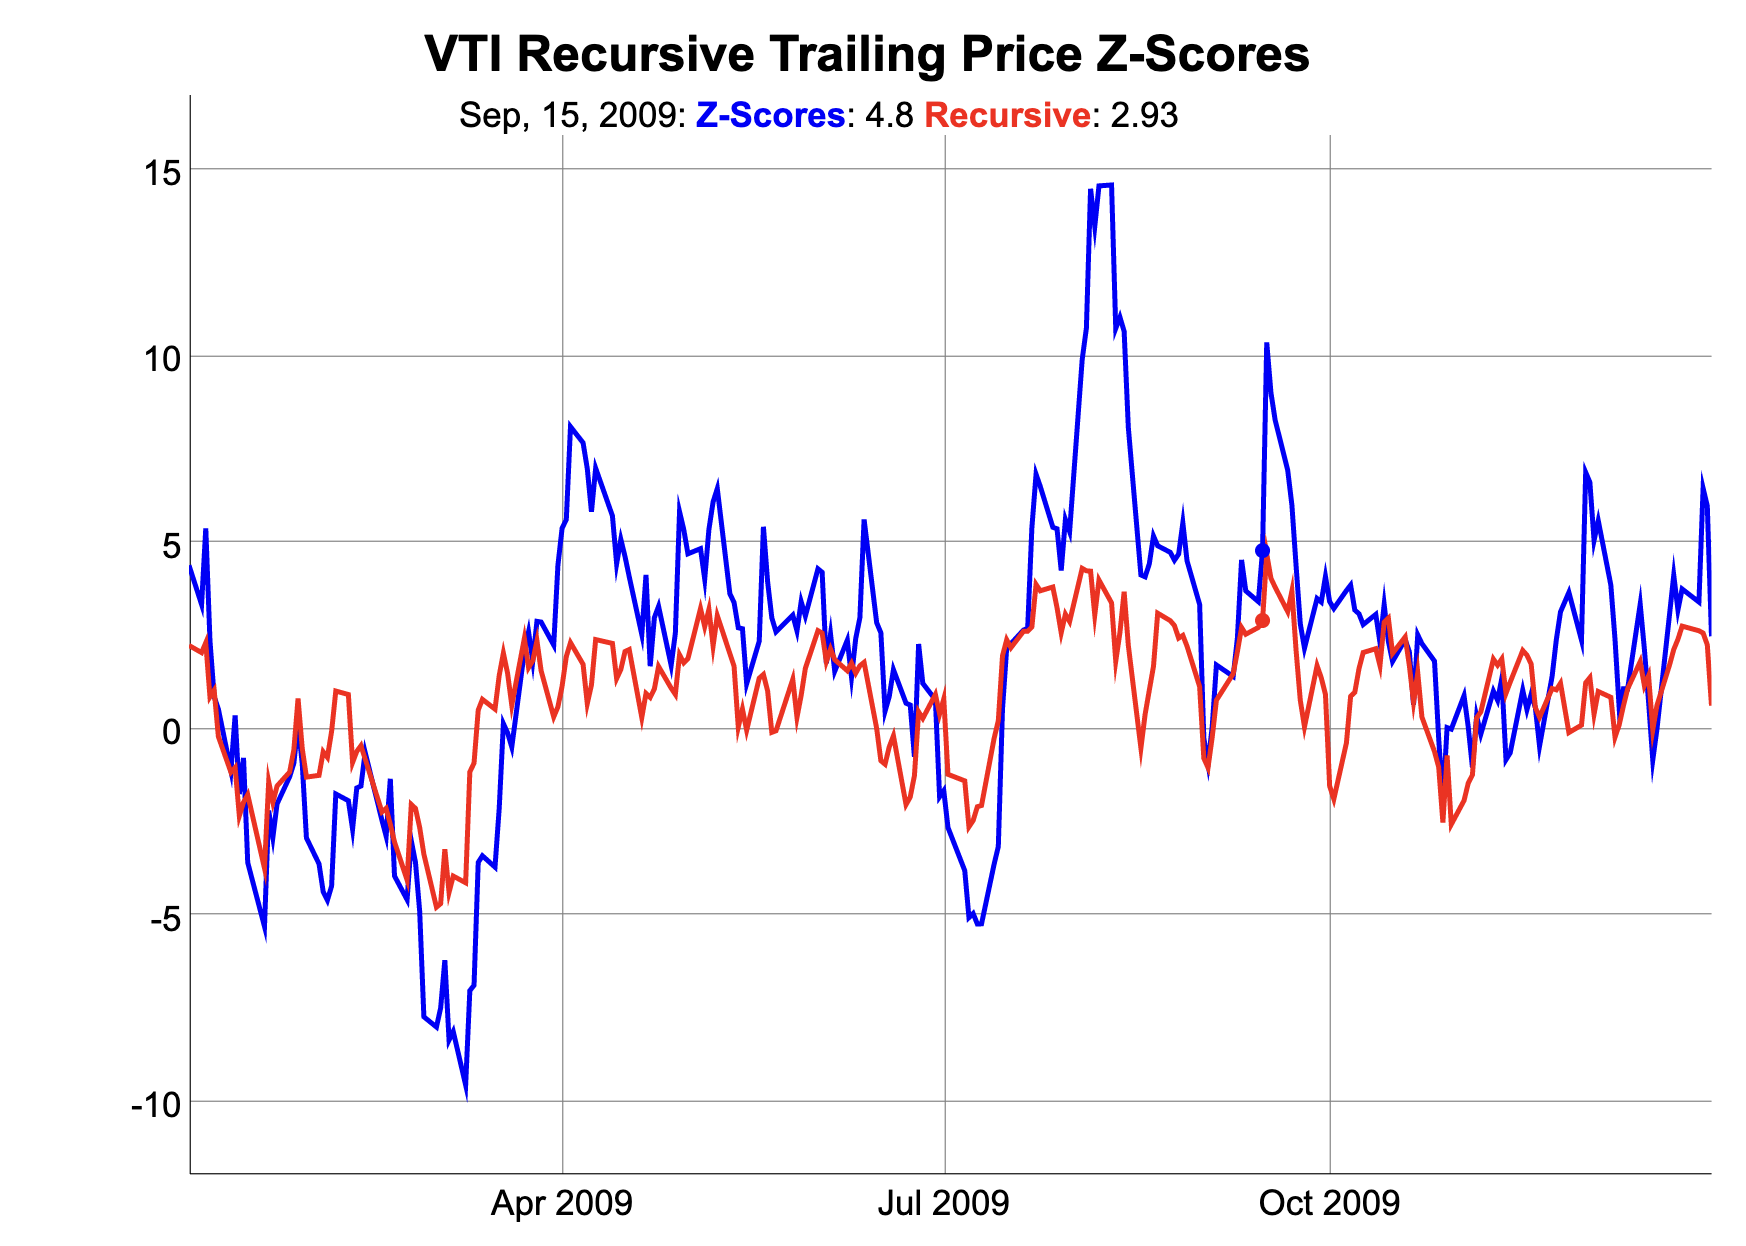 VTI Recursive Trailing Price Z-Scores
Sep, 15, 2009: Z-Scores: 4.8 Recursive: 2.93
15
10
5
0
-5
-10
Apr 2009 Jul 2009 Oct 2009